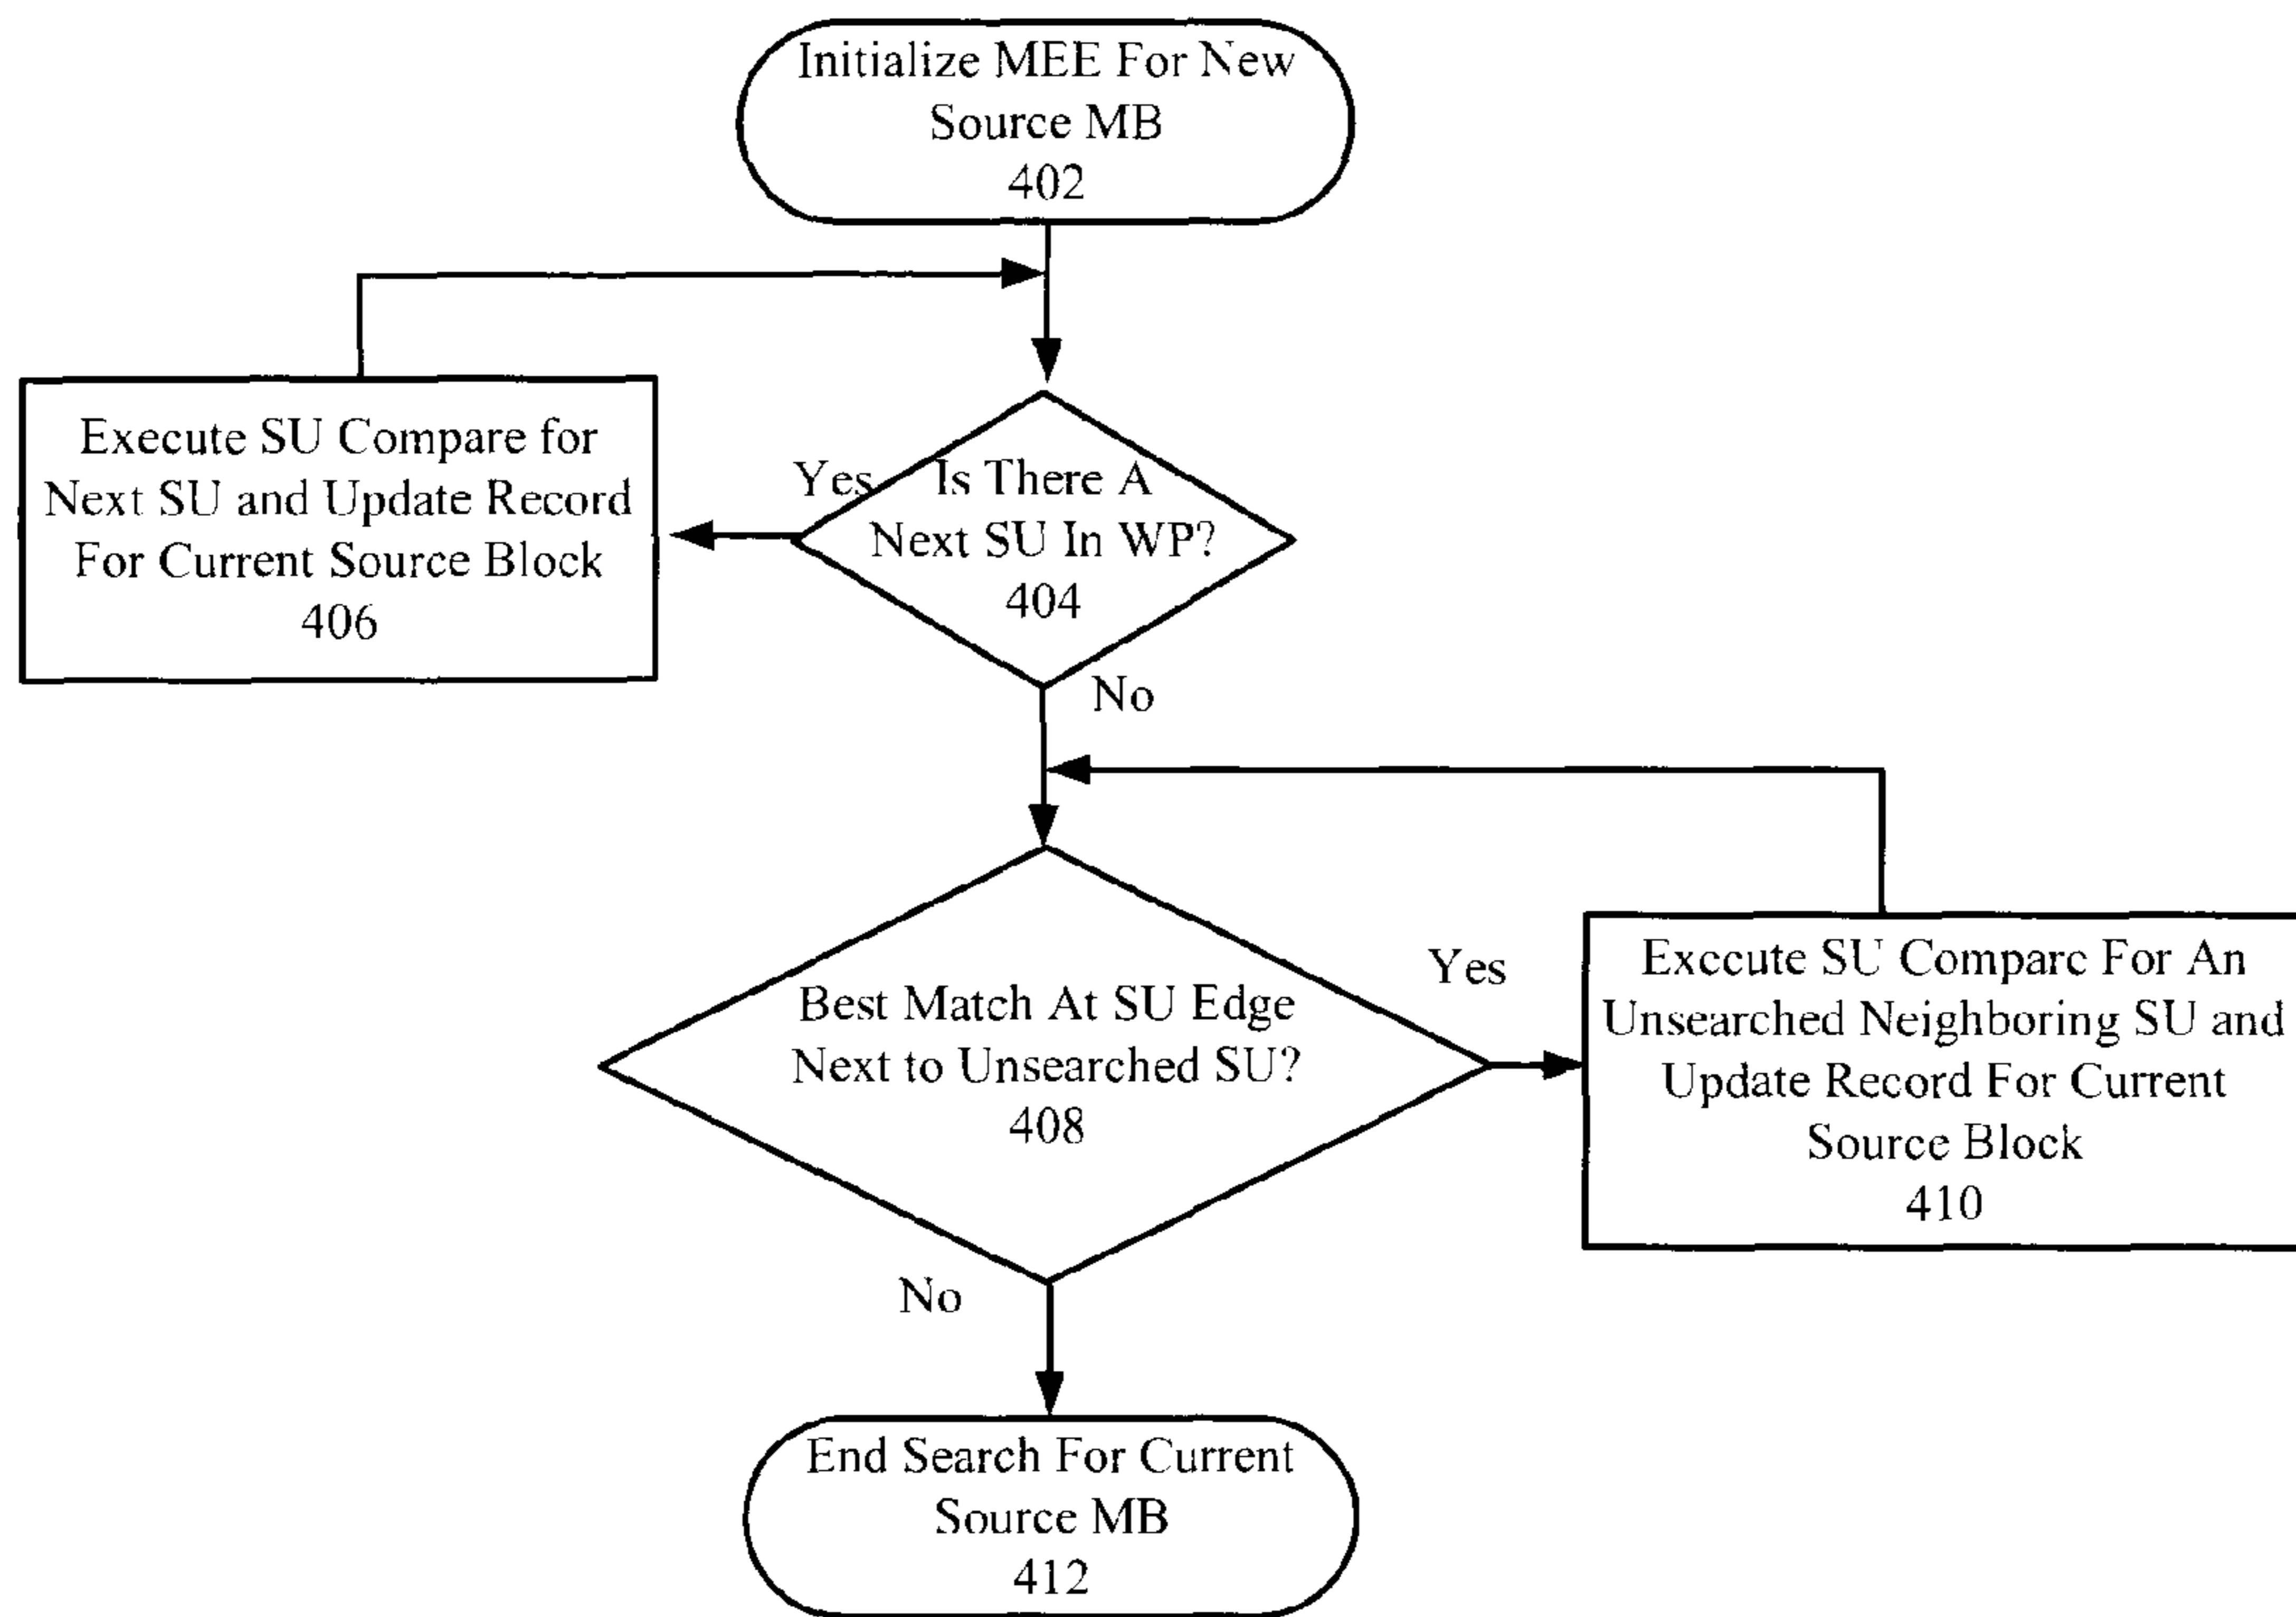 Initialize MEE For New
Source MB
402
Execute SU Compare for
Next SU and Update Record
For Current Source Block
406
Yes
Is There A
Next SU In WP?
404
No
Best Match At SU Edge
Next to Unsearched SU?
408
Yes
Execute SU Compare For An
Unsearched Neighboring SU and
Update Record For Current
Source Block
410
No
End Search For Current
Source MB
412